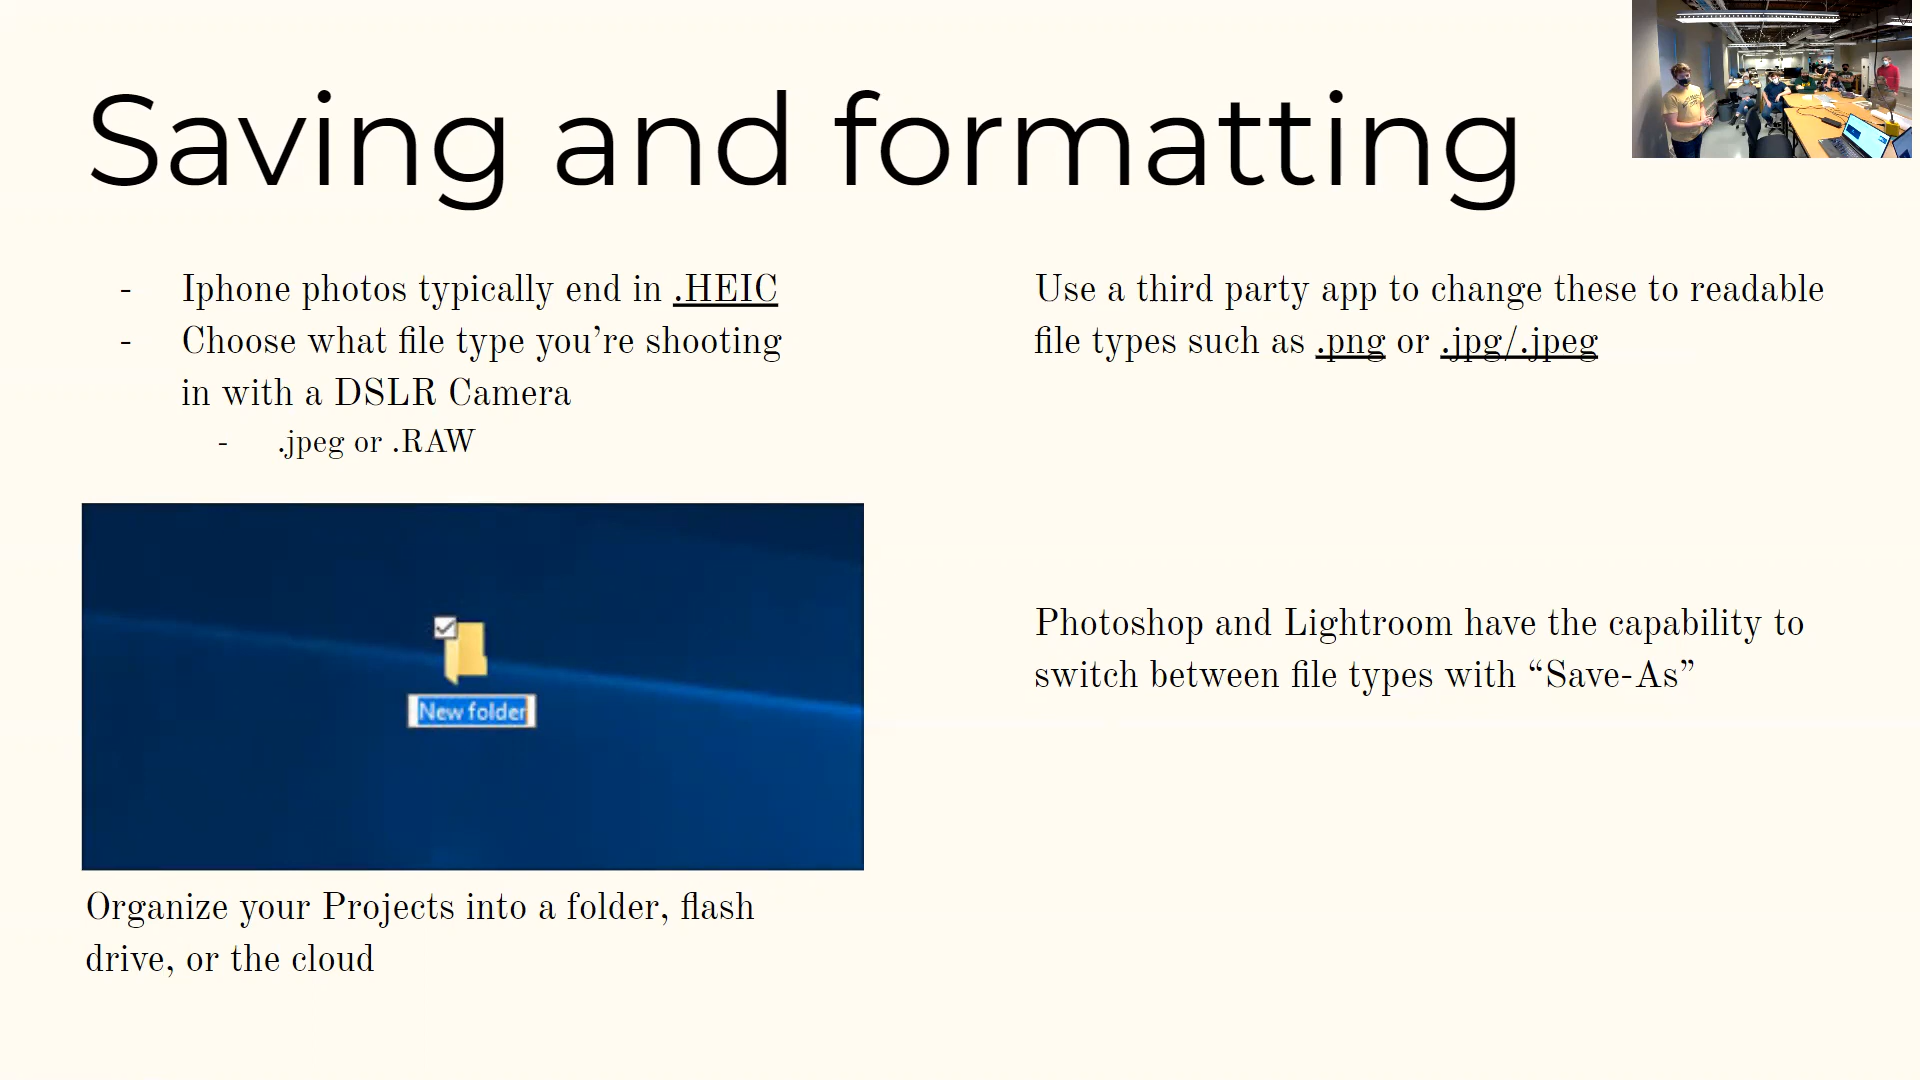 Saving and formatting
- Iphone photos typically end in .HEIC
- Choose what file type you’re shooting
in with a DSLR Camera
- .jpeg or .RAW
Use a third party app to change these to readable
file types such as .png or .jpg/.jpeg
New folder
Photoshop and Lightroom have the capability to
switch between file types with “Save-As”
Organize your Projects into a folder, flash
drive, or the cloud